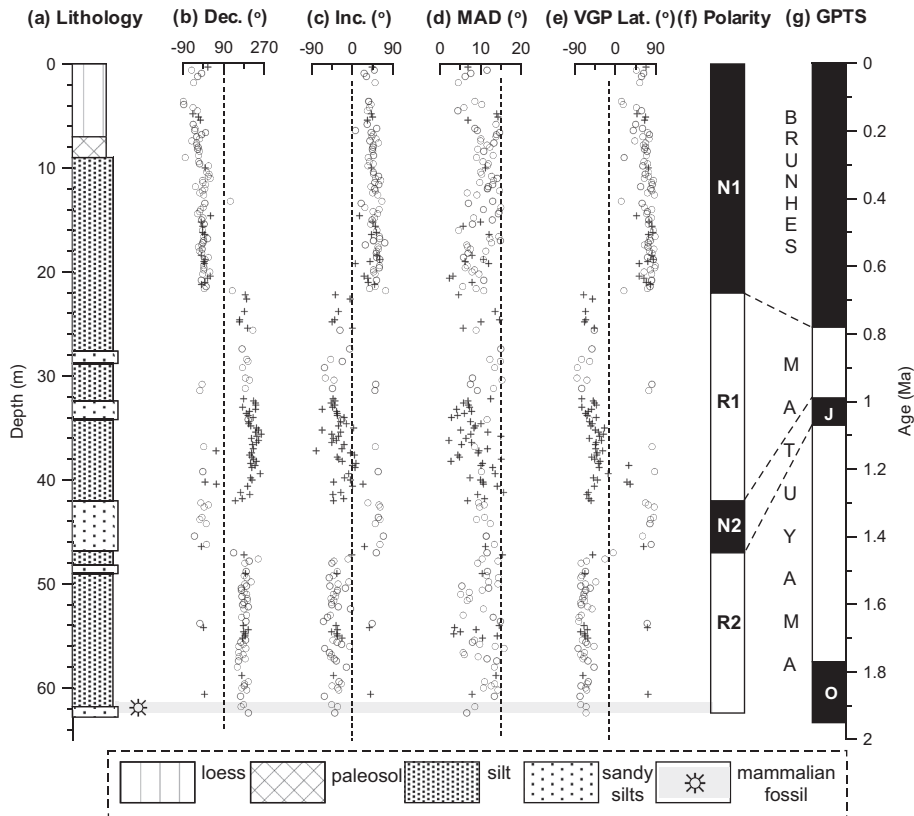 (a) Lithology (b) Dec. (o) (c) Inc. (o) (d) MAD (o) (e) VGP Lat. (o) (f) Polarity (g) GPTS
-90 90 270 -90 0 90 0 10 20 -90 0 90
0
10
20
30
40
50
60
Depth (m)
N1
R1
N2
R2
BRUNHES
MATUYAMA
J
O
0
0.2
0.4
0.6
0.8
1
1.2
1.4
1.6
1.8
2
Age (Ma)
loess paleosol silt sandy silts mammalian fossil